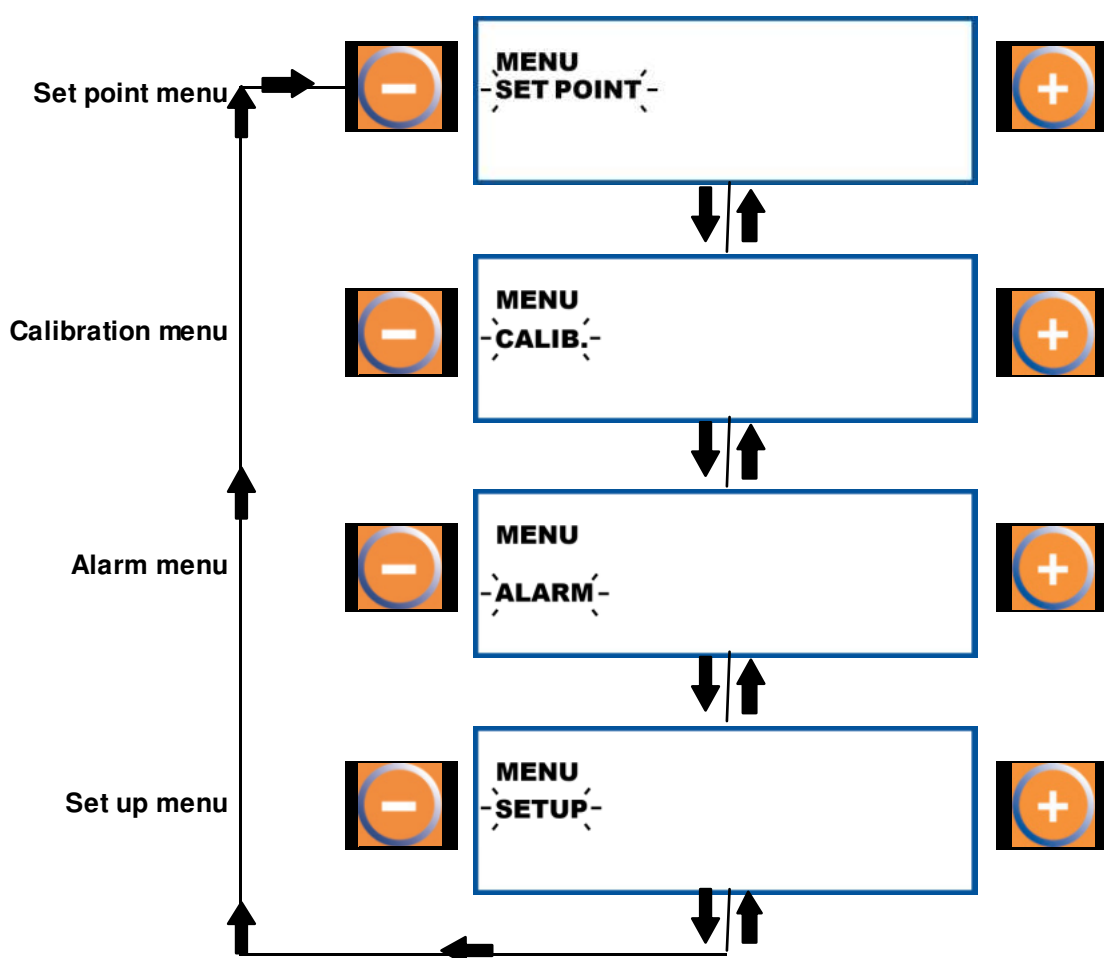 Set point menu
MENU
SET POINT
Calibration menu
MENU
CALIB.
Alarm menu
MENU
ALARM
Set up menu
MENU
SETUP